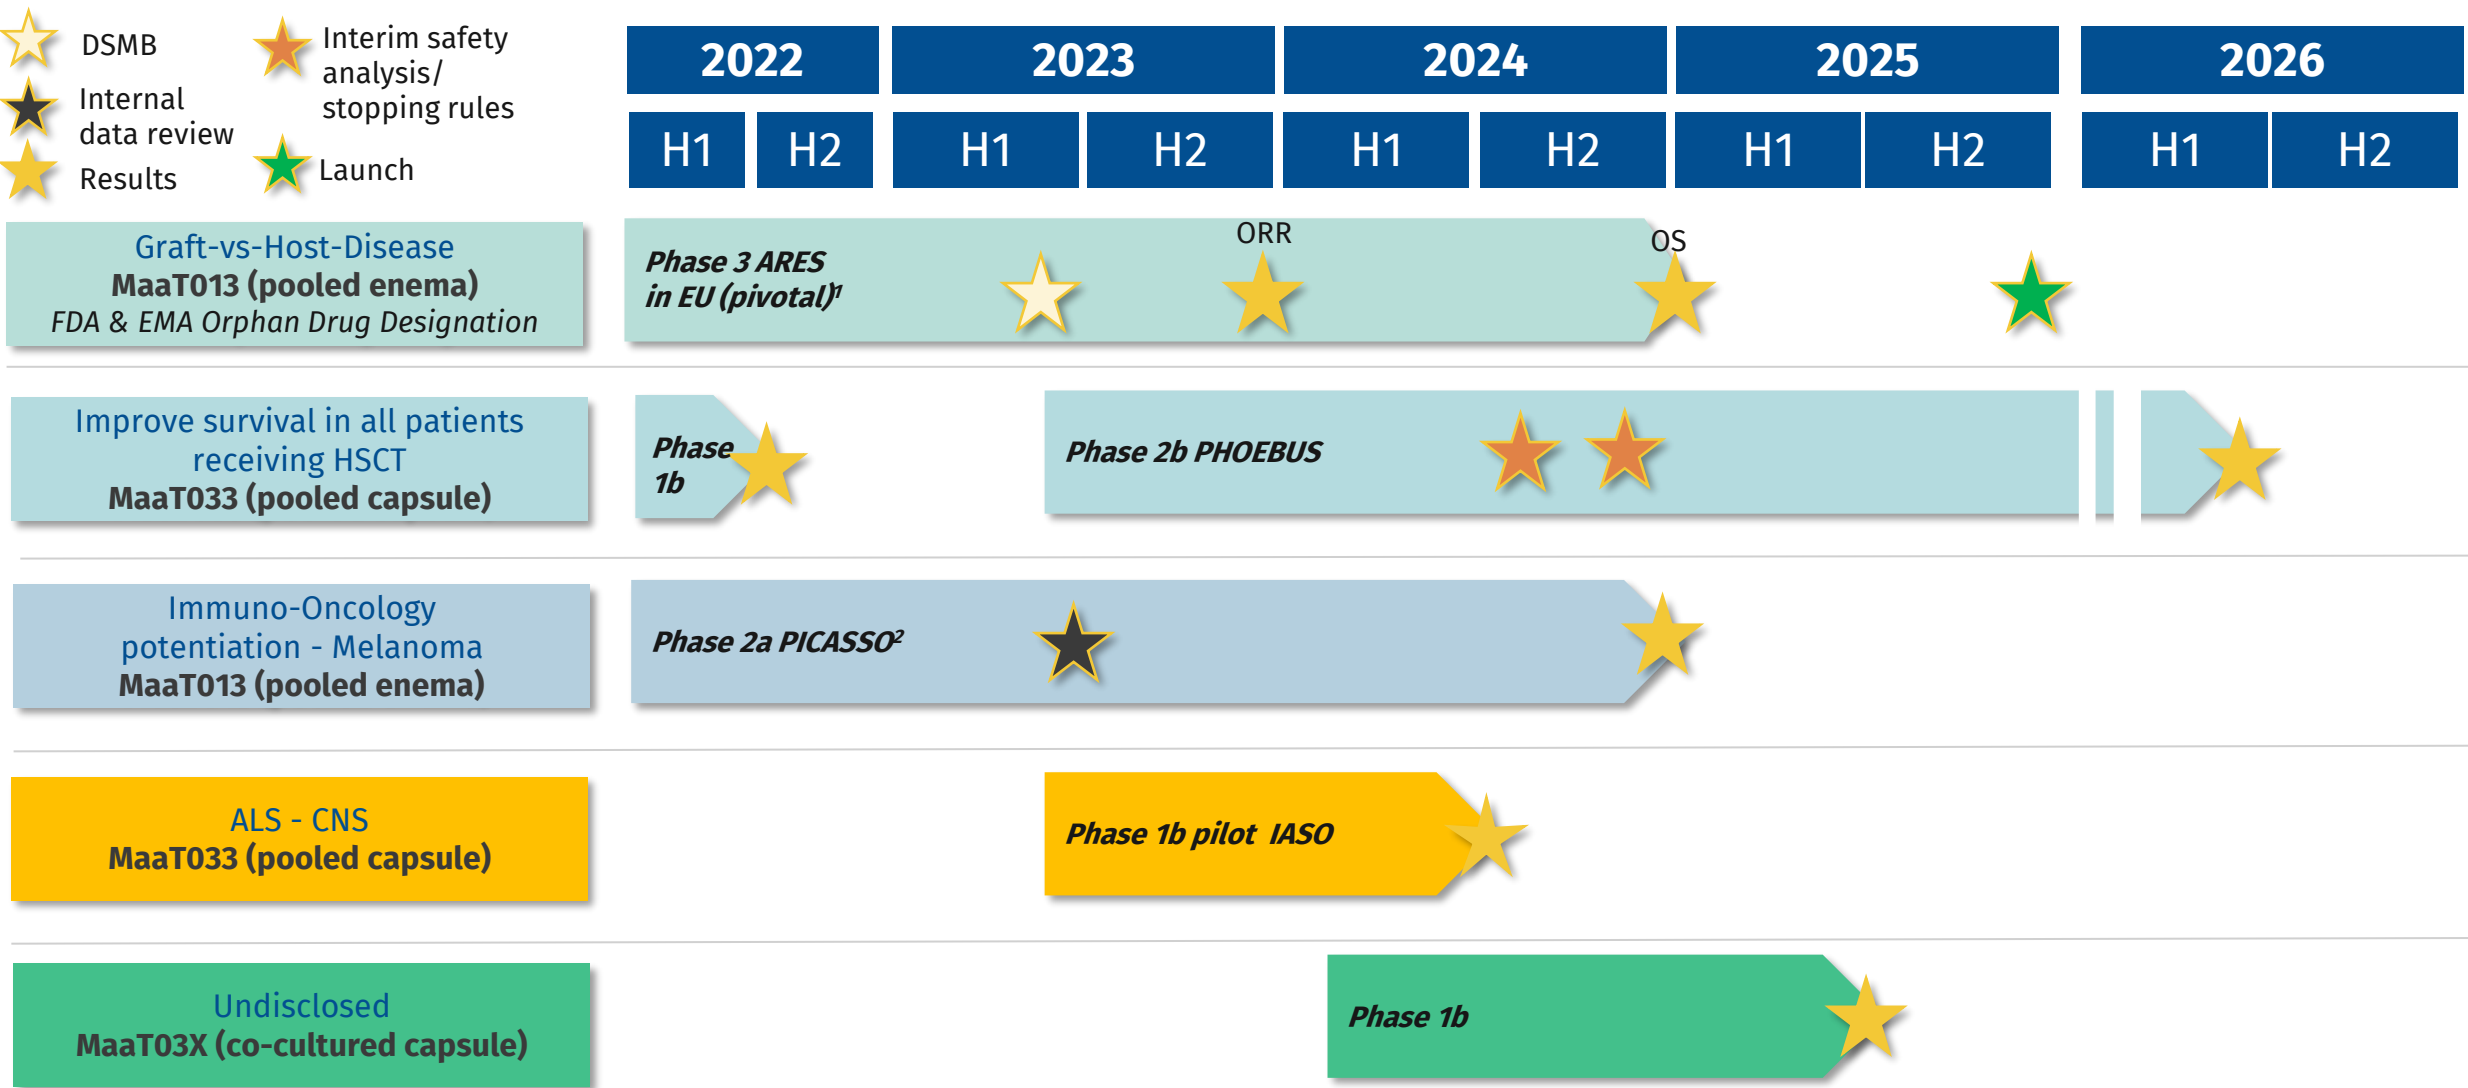 DSMB
Internal
data review
Results
Interim safety
analysis/
stopping rules
Launch
2022
2023
2024
2025
2026
H1
H2
H1
H2
H1
H2
H1
H2
H1
H2
Graft-vs-Host-Disease
MaaT013 (pooled enema)
FDA & EMA Orphan Drug Designation
Phase 3 ARES
in EU (pivotal)¹
ORR
OS
Improve survival in all patients
receiving HSCT
MaaT033 (pooled capsule)
Phase
1b
Phase 2b PHOEBUS
Immuno-Oncology
potentiation - Melanoma
MaaT013 (pooled enema)
Phase 2a PICASSO²
ALS - CNS
MaaT033 (pooled capsule)
Phase 1b pilot IASO
Undisclosed
MaaT03X (co-cultured capsule)
Phase 1b